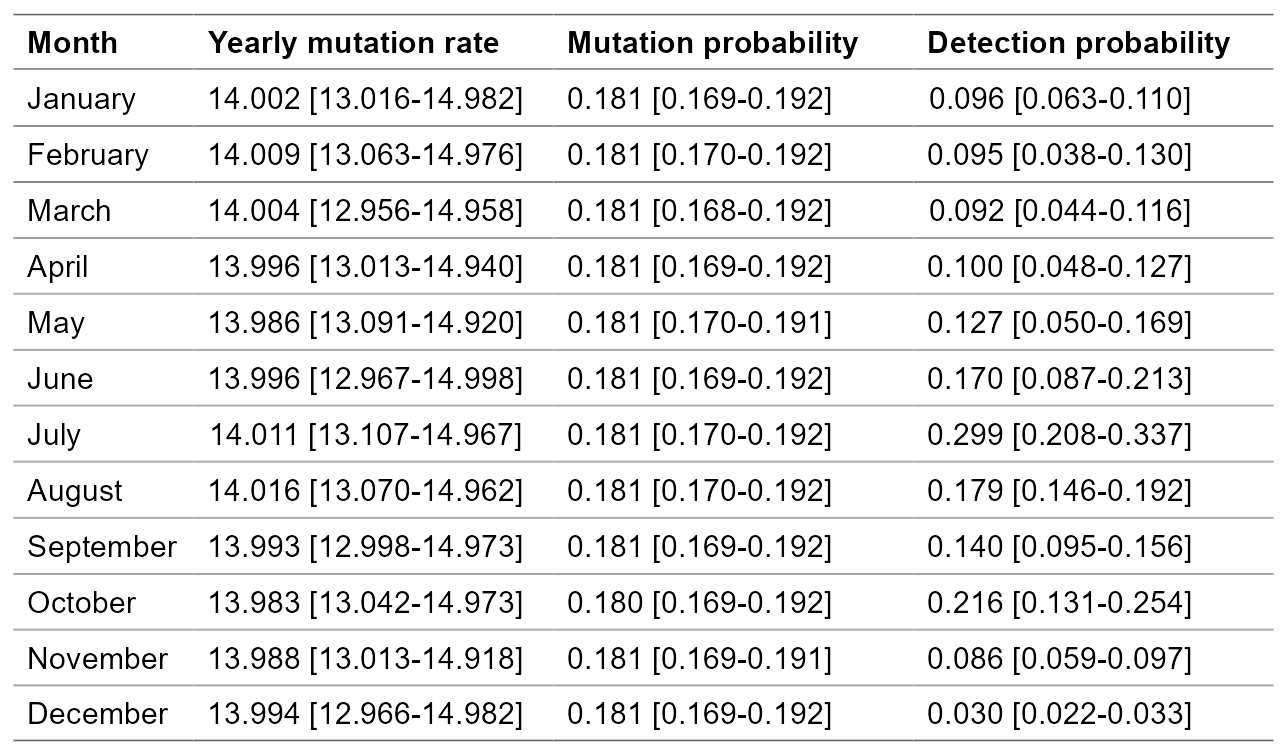 Month Yearly mutation rate Mutation probability Detection probability
January 14.002 [13.016-14.982] 0.181 [0.169-0.192] 0.096 [0.063-0.110]
February 14.009 [13.063-14.976] 0.181 [0.170-0.192] 0.095 [0.038-0.130]
March 14.004 [12.956-14.958] 0.181 [0.168-0.192] 0.092 [0.044-0.116]
April 13.996 [13.013-14.940] 0.181 [0.169-0.192] 0.100 [0.048-0.127]
May 13.986 [13.091-14.920] 0.181 [0.170-0.191] 0.127 [0.050-0.169]
June 13.996 [12.967-14.998] 0.181 [0.169-0.192] 0.170 [0.087-0.213]
July 14.011 [13.107-14.967] 0.181 [0.170-0.192] 0.299 [0.208-0.337]
August 14.016 [13.070-14.962] 0.181 [0.170-0.192] 0.179 [0.146-0.192]
September 13.993 [12.998-14.973] 0.181 [0.169-0.192] 0.140 [0.095-0.156]
October 13.983 [13.042-14.973] 0.180 [0.169-0.192] 0.216 [0.131-0.254]
November 13.988 [13.013-14.918] 0.181 [0.169-0.191] 0.086 [0.059-0.097]
December 13.994 [12.966-14.982] 0.181 [0.169-0.192] 0.030 [0.022-0.033]